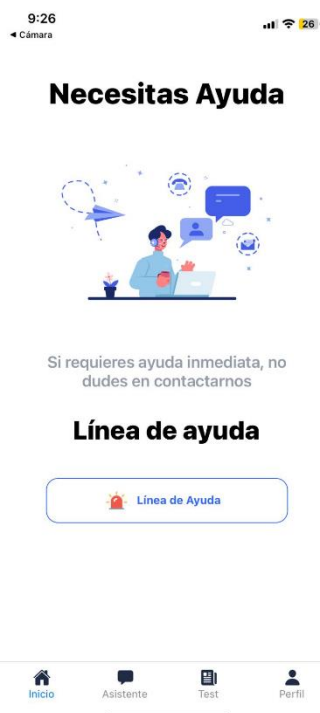 9:26
26
◀ Cámara
Necesitas Ayuda
Si requieres ayuda inmediata, no
dudes en contactarnos
Línea de ayuda
Línea de Ayuda
Inicio
Asistente
Test
Perfil